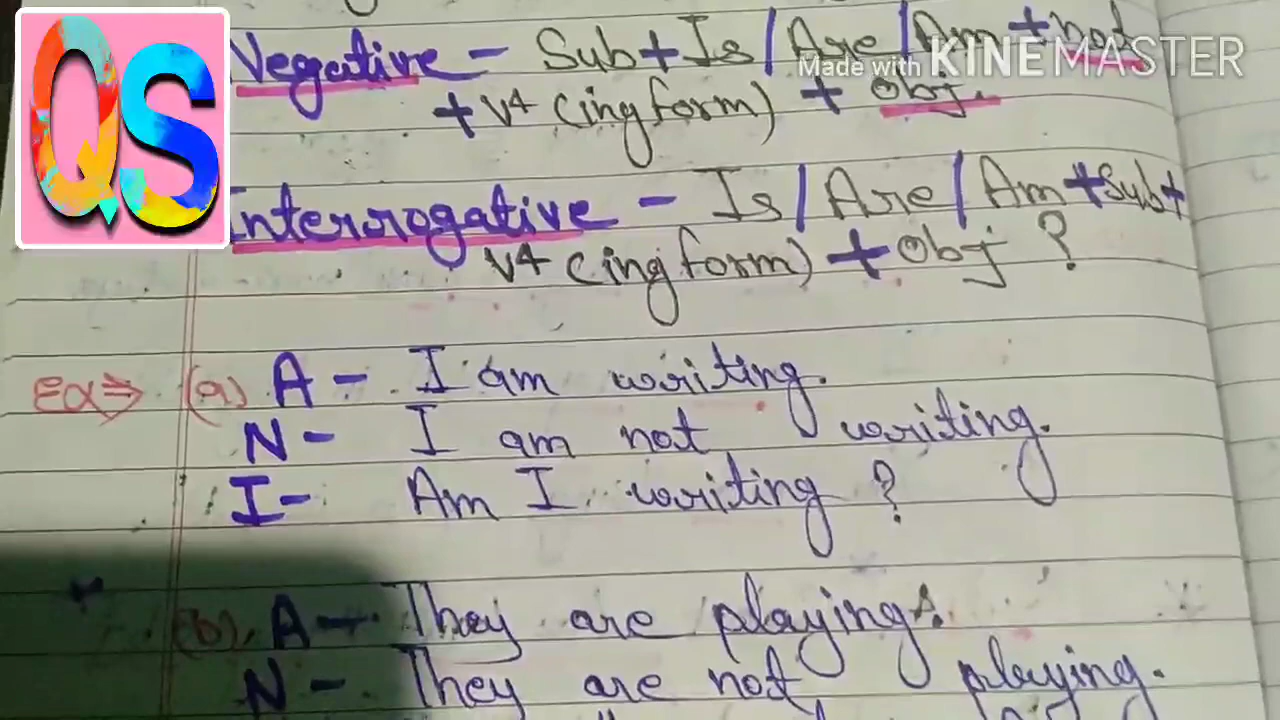 Negative - Sub + Is / Are / Am + not
Made with KINEMASTER
+ V4 (ing form) + Obj.
QS
Interrogative - Is / Are / Am + Sub +
V4 (ing form) + Obj ?
Ex ⇒ (a) A - I am writing.
N - I am not writing.
I - Am I writing ?
(b) A - They are playing.
N - They are not playing.